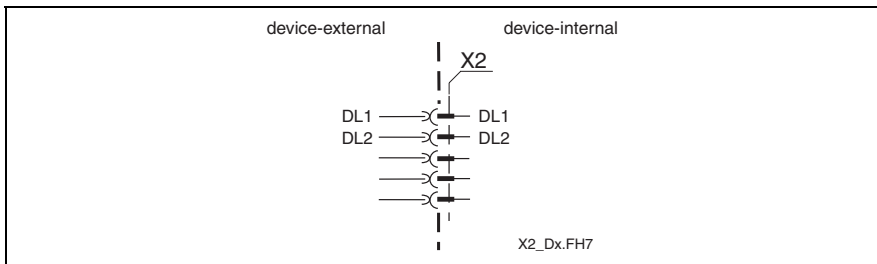 device-external device-internal
X2
DL1 DL1
DL2 DL2
X2_Dx.FH7